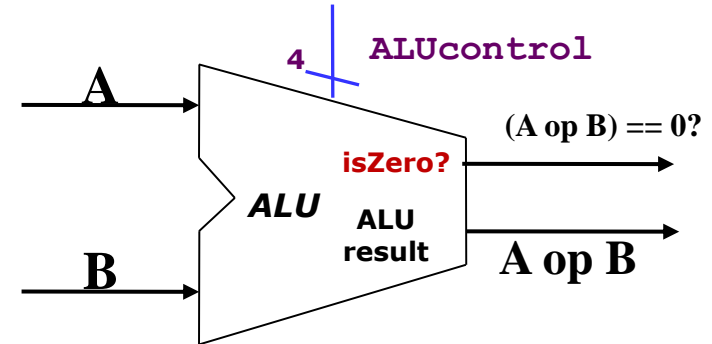 4
ALUcontrol
A
(A op B) == 0?
isZero?
ALU
ALU
result
A op B
B